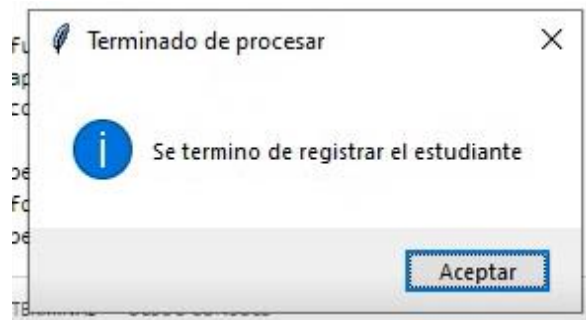 Terminado de procesar
Se termino de registrar el estudiante
Aceptar